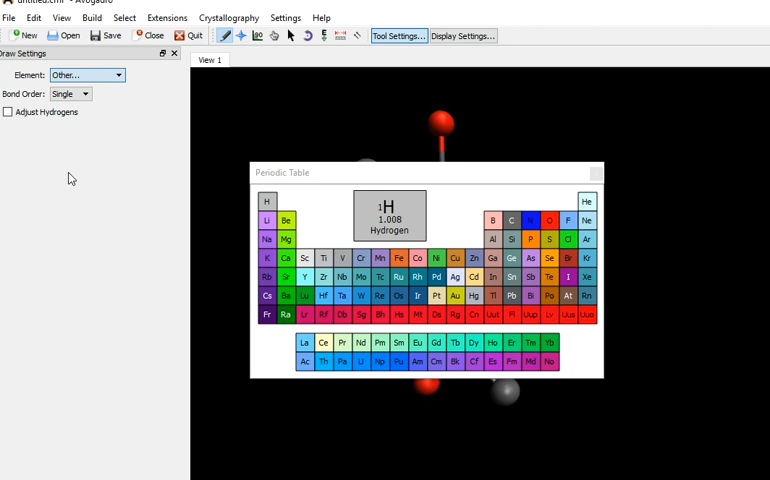 untitled.cml - Avogadro
File Edit View Build Select Extensions Crystallography Settings Help
New Open Save Close Quit Tool Settings... Display Settings...
Draw Settings
View 1
Element: Other...
Bond Order: Single
Adjust Hydrogens
Periodic Table
1H
1.008
Hydrogen
H He
Li Be B C N O F Ne
Na Mg Al Si P S Cl Ar
K Ca Sc Ti V Cr Mn Fe Co Ni Cu Zn Ga Ge As Se Br Kr
Rb Sr Y Zr Nb Mo Tc Ru Rh Pd Ag Cd In Sn Sb Te I Xe
Cs Ba Lu Hf Ta W Re Os Ir Pt Au Hg Tl Pb Bi Po At Rn
Fr Ra Lr Rf Db Sg Bh Hs Mt Ds Rg Cn Uut Fl Uup Lv Uus Uuo
La Ce Pr Nd Pm Sm Eu Gd Tb Dy Ho Er Tm Yb
Ac Th Pa U Np Pu Am Cm Bk Cf Es Fm Md No